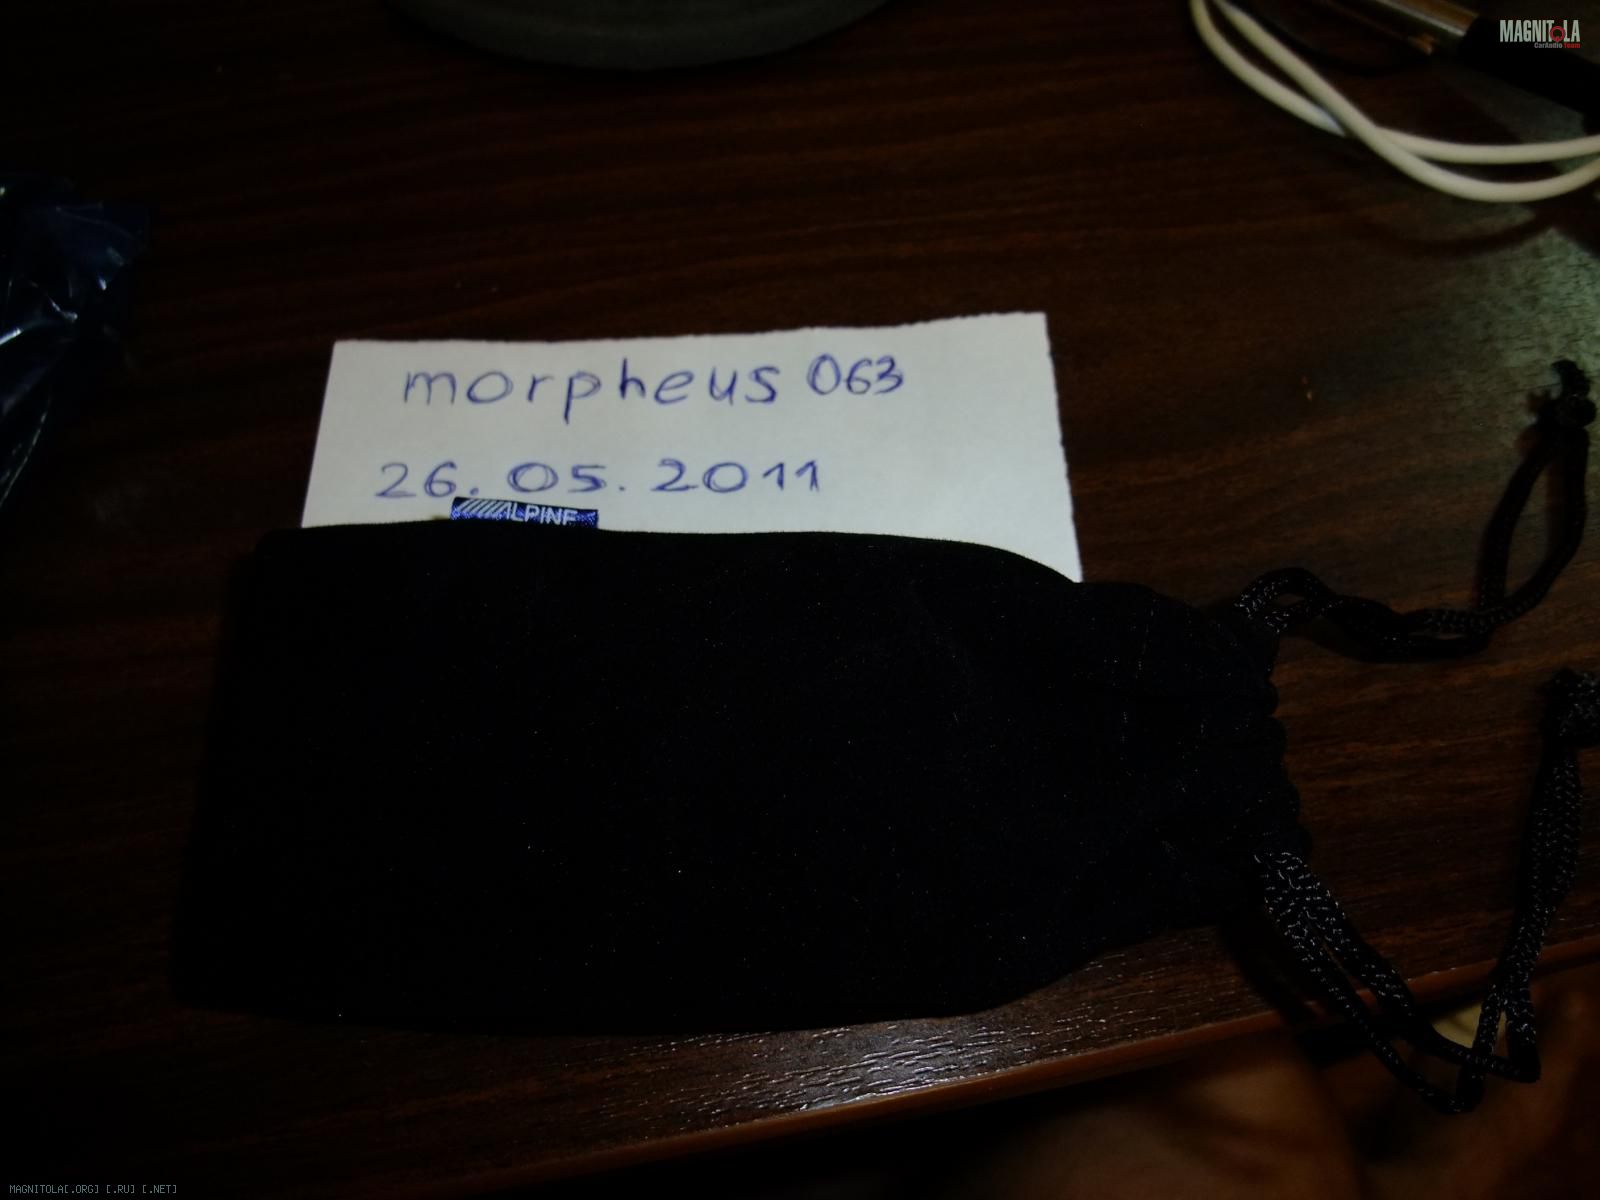 MAGNITOLA
CarAudio Team
morpheus 063
26.05.2011
ALPINE
MAGNITOLA[.ORG] [.RU] [.NET]